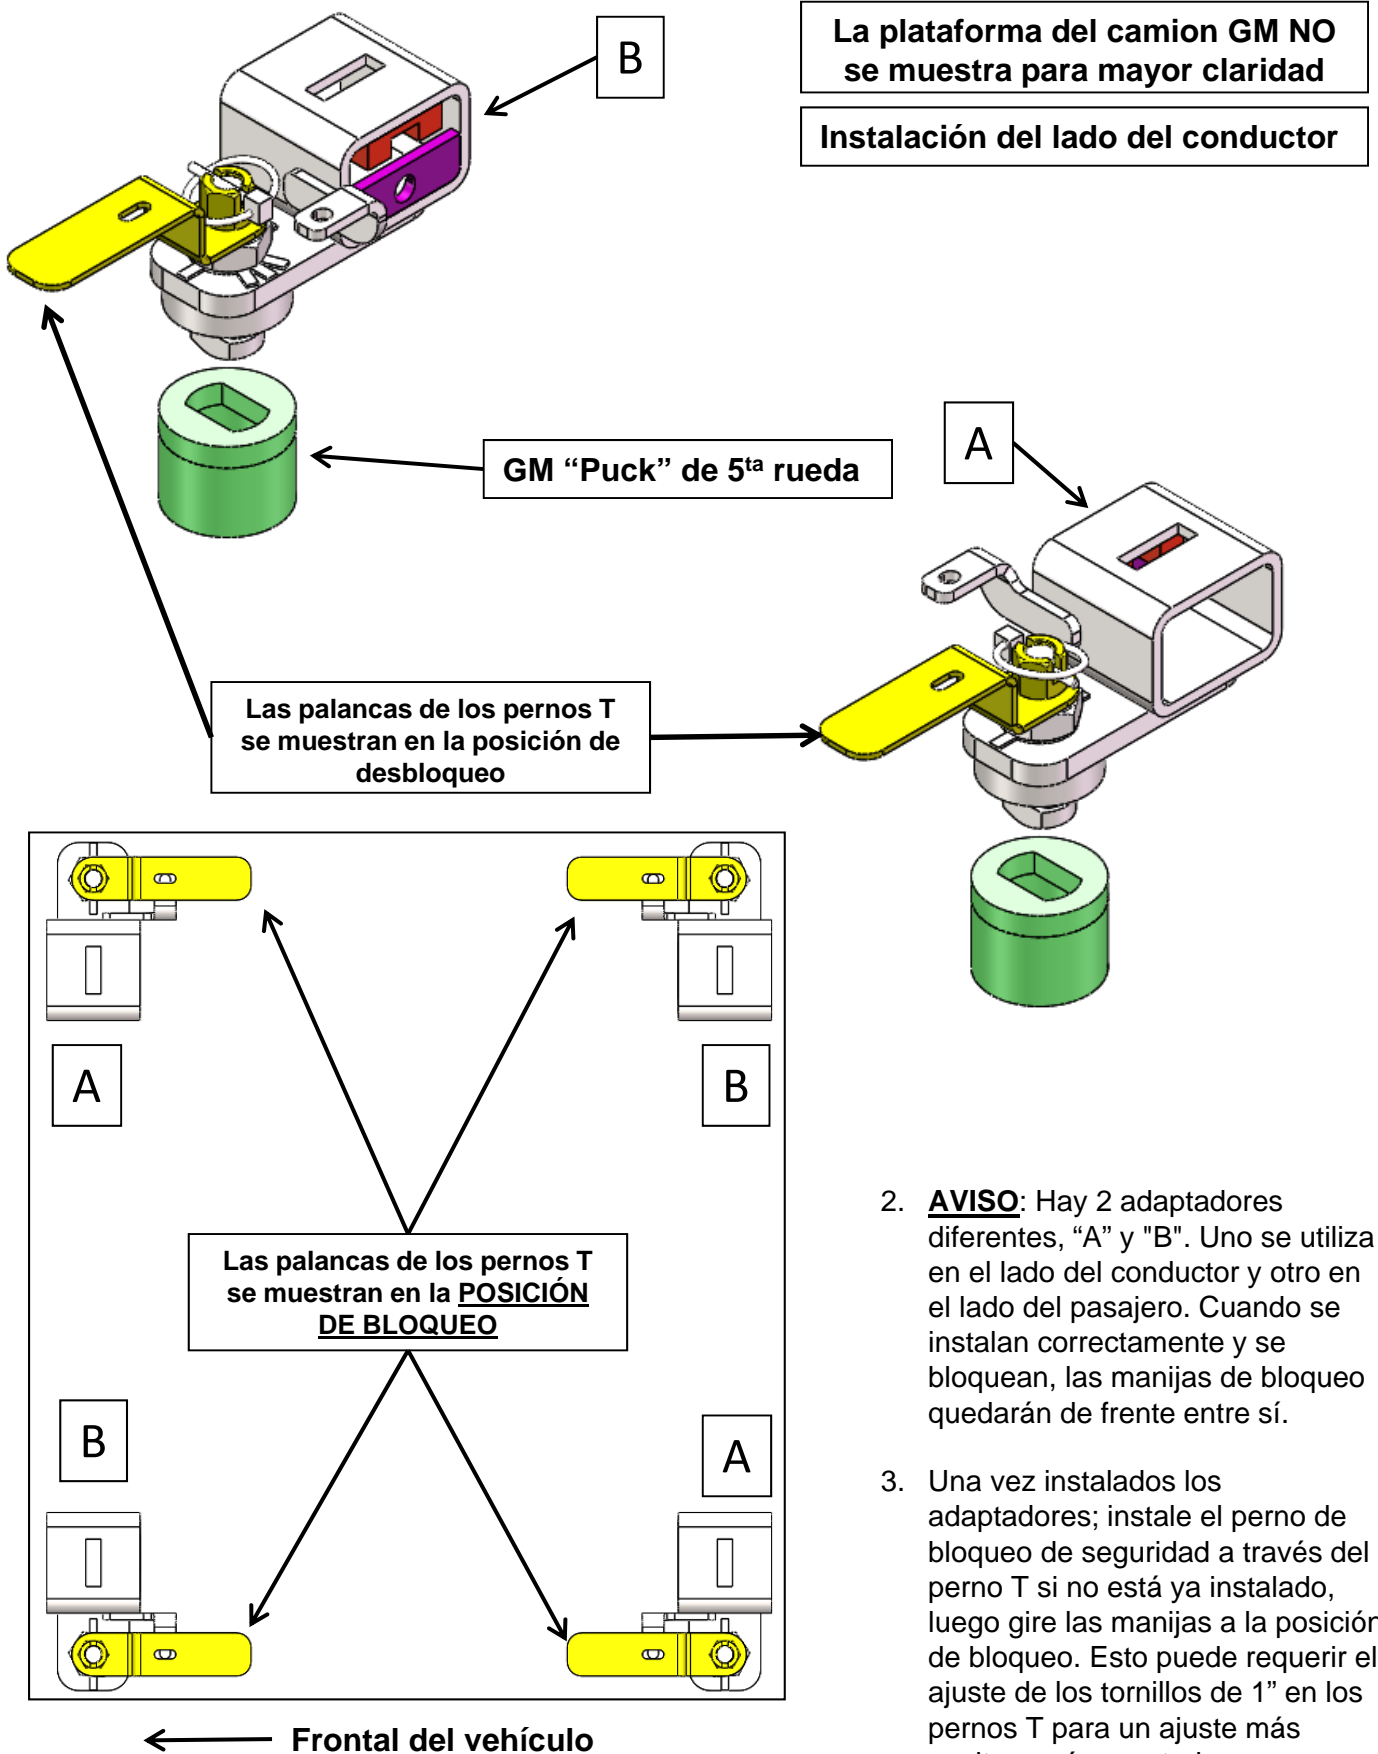 La plataforma del camion GM NO
se muestra para mayor claridad
B
Instalación del lado del conductor
A
GM “Puck” de 5ta rueda
Las palancas de los pernos T
se muestran en la posición de
desbloqueo
A
B
Las palancas de los pernos T
se muestran en la POSICIÓN
DE BLOQUEO
B
A
Frontal del vehículo
2. AVISO: Hay 2 adaptadores
diferentes, “A” y "B". Uno se utiliza
en el lado del conductor y otro en
el lado del pasajero. Cuando se
instalan correctamente y se
bloquean, las manijas de bloqueo
quedarán de frente entre sí.
3. Una vez instalados los
adaptadores; instale el perno de
bloqueo de seguridad a través del
perno T si no está ya instalado,
luego gire las manijas a la posición
de bloqueo. Esto puede requerir el
ajuste de los tornillos de 1” en los
pernos T para un ajuste más